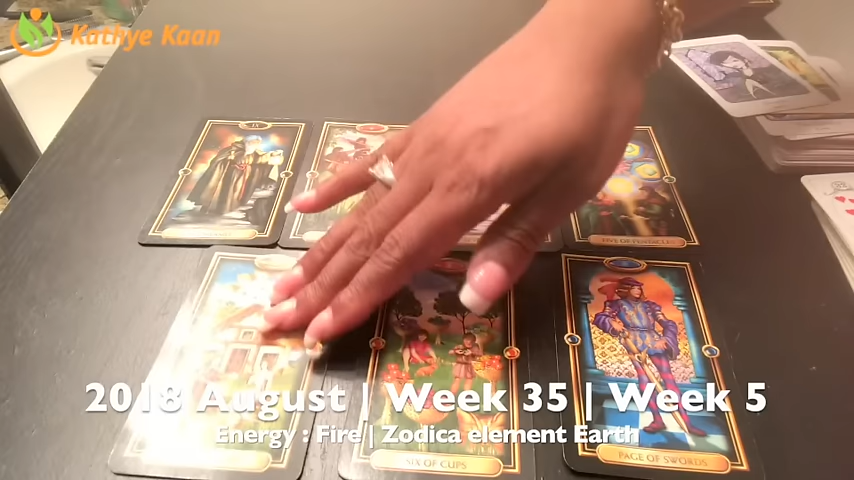 Kathye Kaan
FIVE OF PENTACLES
SIX OF CUPS
PAGE OF SWORDS
2018 August | Week 35 | Week 5
Energy : Fire | Zodica element Earth